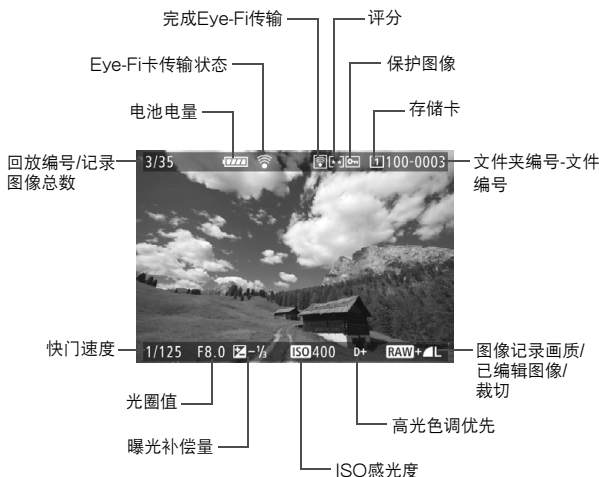 完成Eye-Fi传输
评分
Eye-Fi卡传输状态
保护图像
电池电量
存储卡
回放编号/记录
图像总数
3/35
1 100-0003
文件夹编号-文件
编号
快门速度
1/125 F8.0 -⅓ ISO 400 D+ RAW+L
图像记录画质/
已编辑图像/
裁切
光圈值
高光色调优先
曝光补偿量
ISO感光度